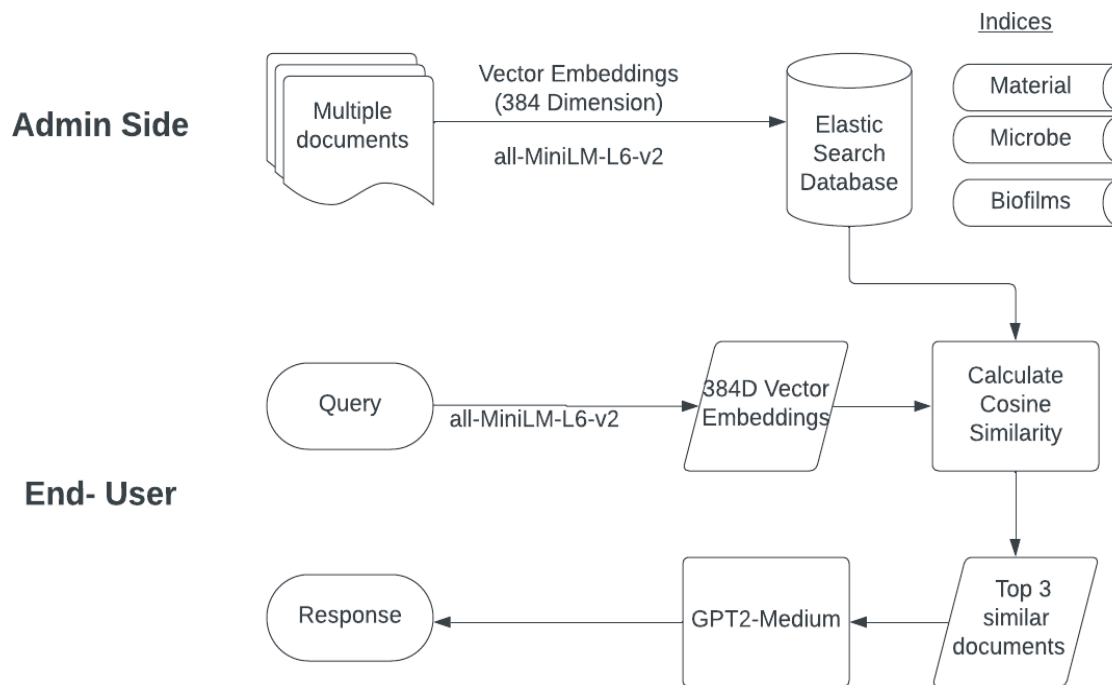 Indices
Admin Side
Multiple
documents
Vector Embeddings
(384 Dimension)
all-MiniLM-L6-v2
Elastic
Search
Database
Material
Microbe
Biofilms
End- User
Query
all-MiniLM-L6-v2
384D Vector
Embeddings
Calculate
Cosine
Similarity
Response
GPT2-Medium
Top 3
similar
documents